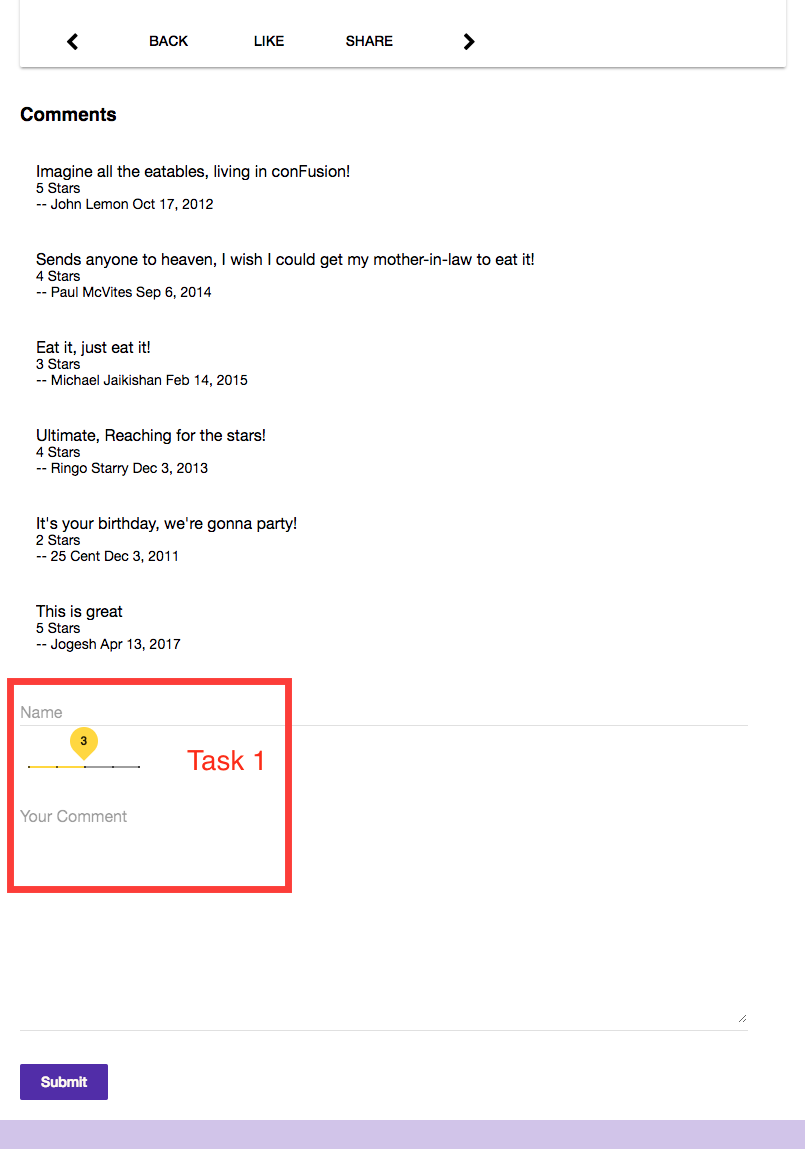 BACK LIKE SHARE
Comments
Imagine all the eatables, living in conFusion!
5 Stars
-- John Lemon Oct 17, 2012
Sends anyone to heaven, I wish I could get my mother-in-law to eat it!
4 Stars
-- Paul McVites Sep 6, 2014
Eat it, just eat it!
3 Stars
-- Michael Jaikishan Feb 14, 2015
Ultimate, Reaching for the stars!
4 Stars
-- Ringo Starry Dec 3, 2013
It's your birthday, we're gonna party!
2 Stars
-- 25 Cent Dec 3, 2011
This is great
5 Stars
-- Jogesh Apr 13, 2017
Name
3
Task 1
Your Comment
Submit